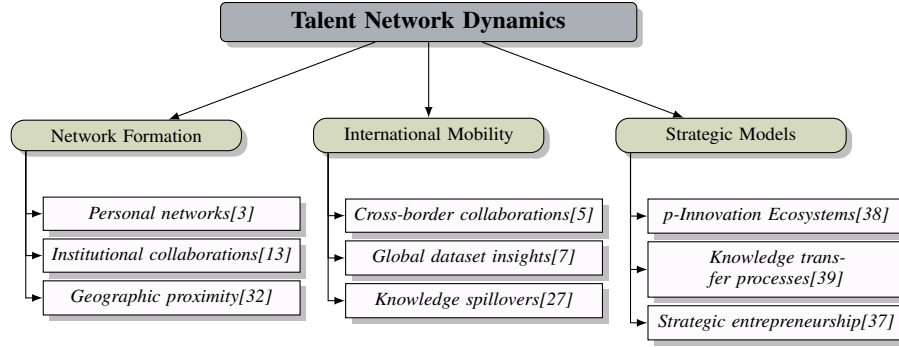 Talent Network Dynamics
Network Formation
International Mobility
Strategic Models
Personal networks[3]
Institutional collaborations[13]
Geographic proximity[32]
Cross-border collaborations[5]
Global dataset insights[7]
Knowledge spillovers[27]
p-Innovation Ecosystems[38]
Knowledge trans-
fer processes[39]
Strategic entrepreneurship[37]